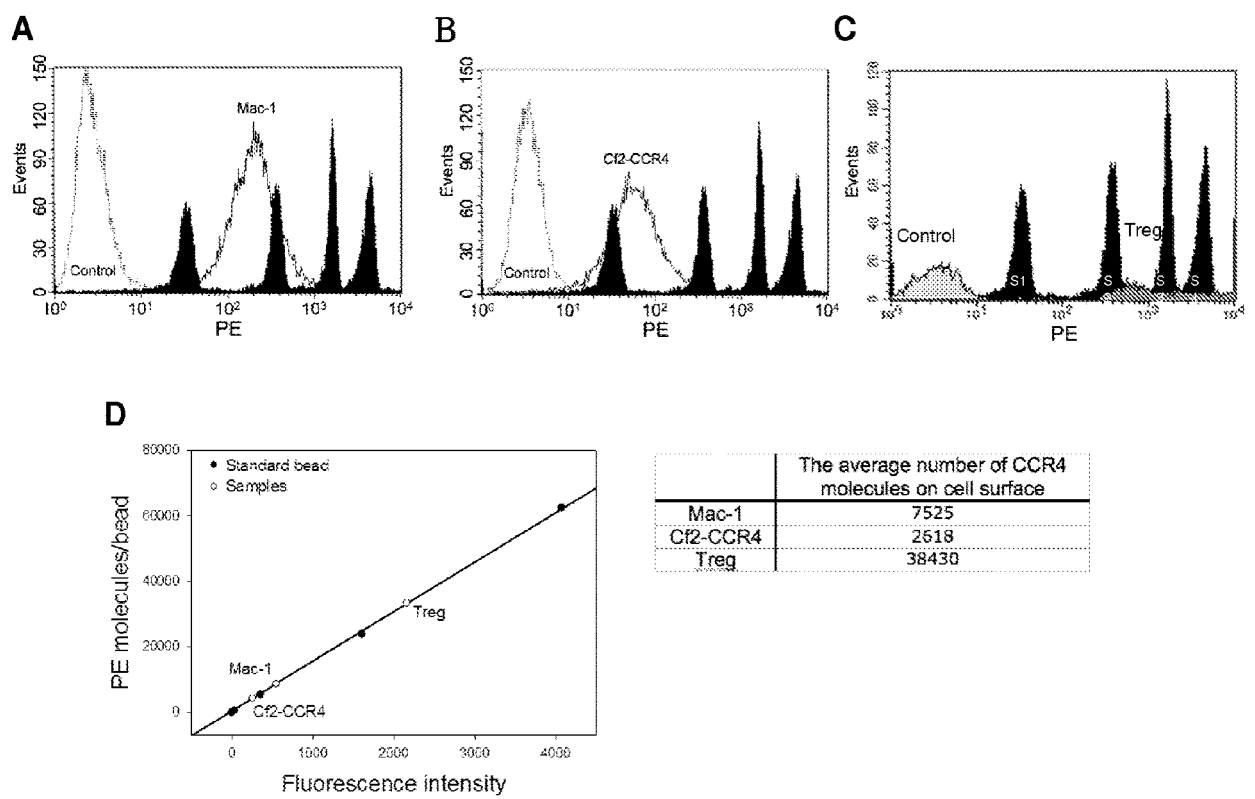 A
B
C
150
120
90
60
30
0
Events
Mac-1
Control
10⁰ 10¹ 10² 10³ 10⁴
PE
150
120
90
60
30
0
Events
Cf2-CCR4
Control
10⁰ 10¹ 10² 10³ 10⁴
PE
Events
Control
Treg
S1 S S S
10¹ 10² 10³
PE
D
80000
60000
40000
20000
0
PE molecules/bead
Standard bead
Samples
Treg
Mac-1
Cf2-CCR4
0 1000 2000 3000 4000
Fluorescence intensity
The average number of CCR4
molecules on cell surface
Mac-1 7525
Cf2-CCR4 2518
Treg 38430